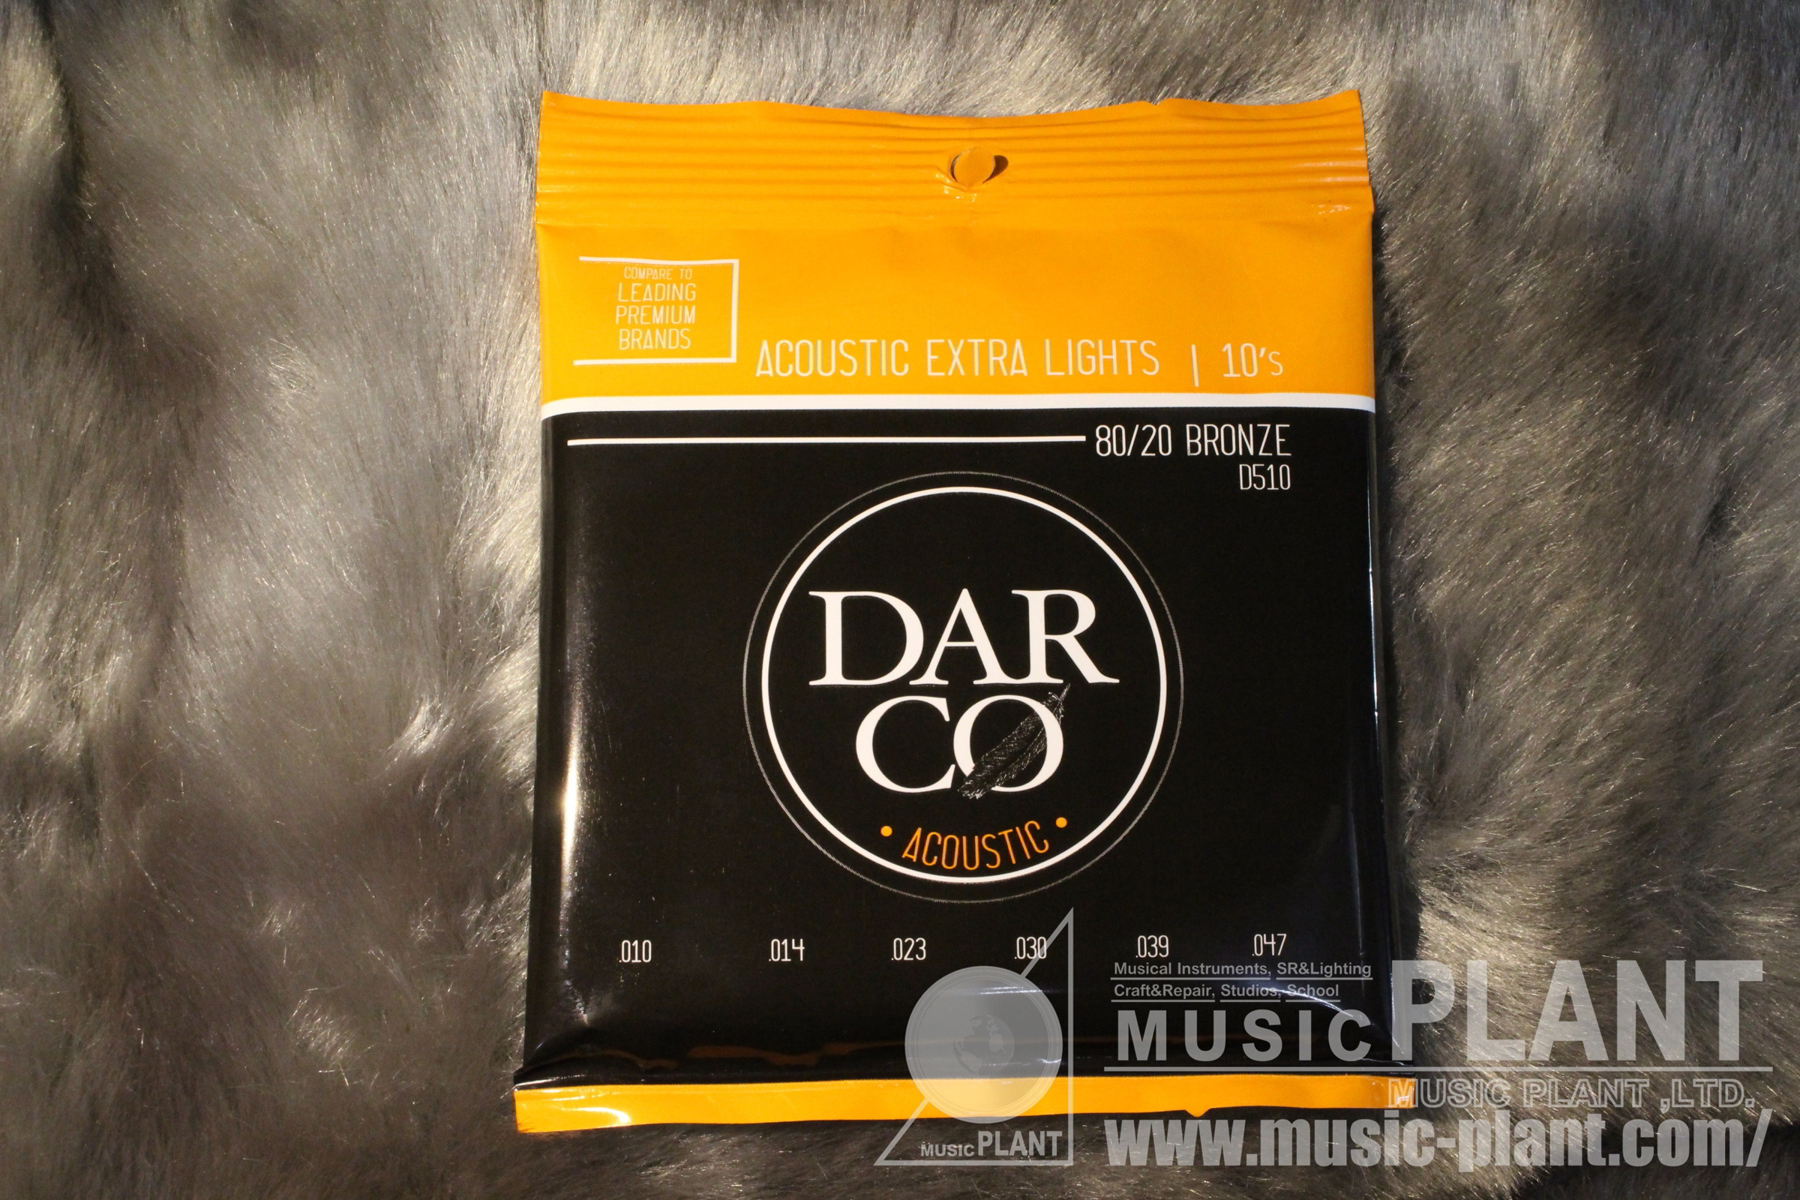 COMPARE TO
LEADING
PREMIUM
BRANDS
ACOUSTIC EXTRA LIGHTS | 10's
80/20 BRONZE
D510
DAR
CO
• ACOUSTIC •
.010 .014 .023 .030 .039 .047
Musical Instruments, SR&Lighting
Craft&Repair, Studios, School
MUSIC PLANT
MUSIC PLANT ,LTD.
MUSIC PLANT
www.music-plant.com/